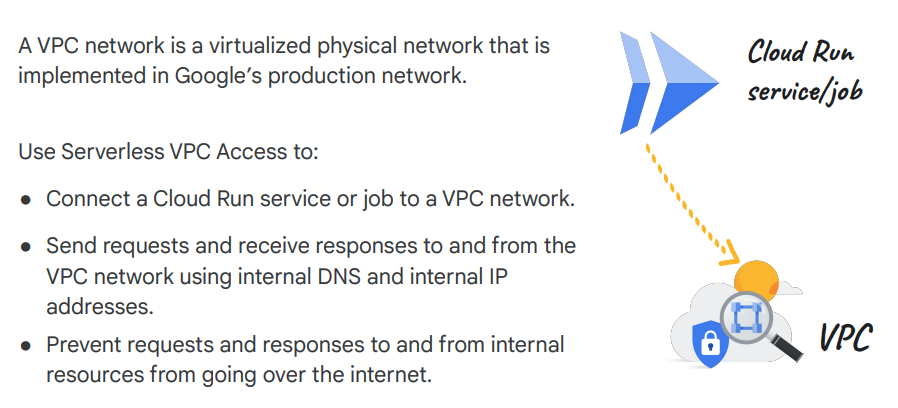 A VPC network is a virtualized physical network that is
implemented in Google's production network.
Use Serverless VPC Access to:
● Connect a Cloud Run service or job to a VPC network.
● Send requests and receive responses to and from the
VPC network using internal DNS and internal IP
addresses.
● Prevent requests and responses to and from internal
resources from going over the internet.
Cloud Run
service/job
VPC